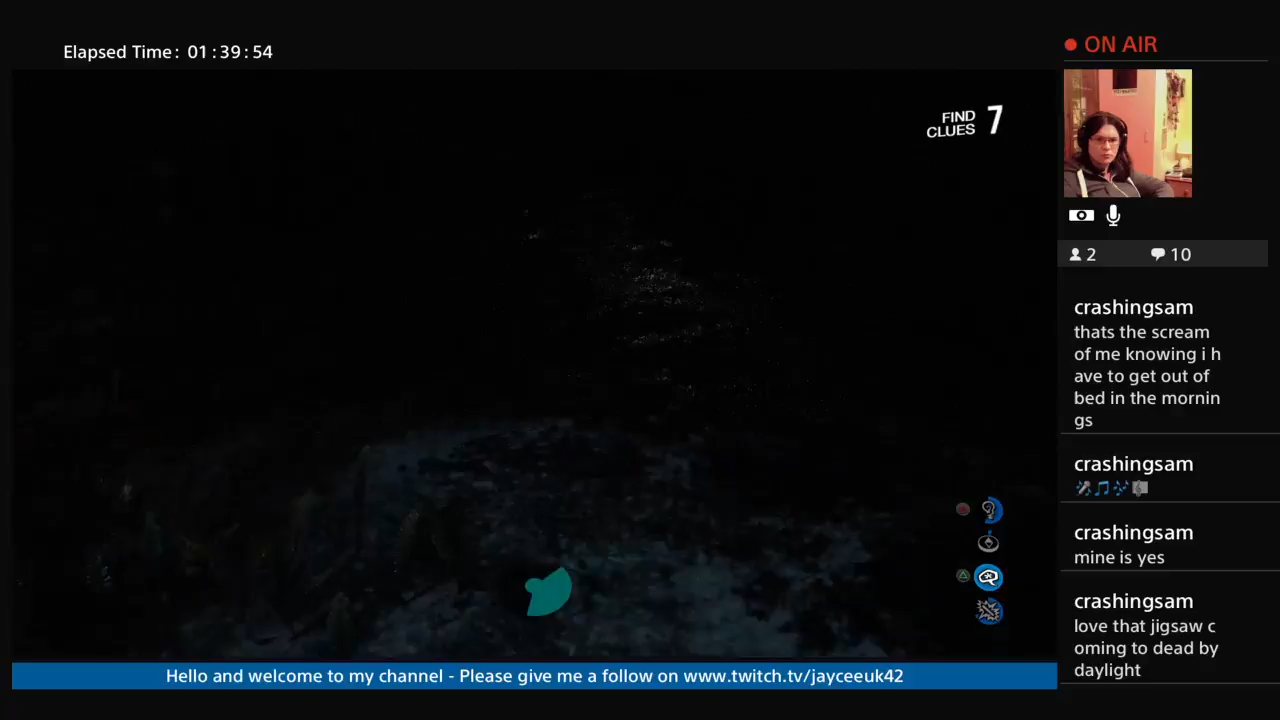 Elapsed Time: 01:39:54
ON AIR
FIND
CLUES 7
2 10
crashingsam
thats the scream
of me knowing i h
ave to get out of
bed in the mornin
gs
crashingsam
crashingsam
mine is yes
crashingsam
love that jigsaw c
oming to dead by
daylight
Hello and welcome to my channel - Please give me a follow on www.twitch.tv/jayceeuk42